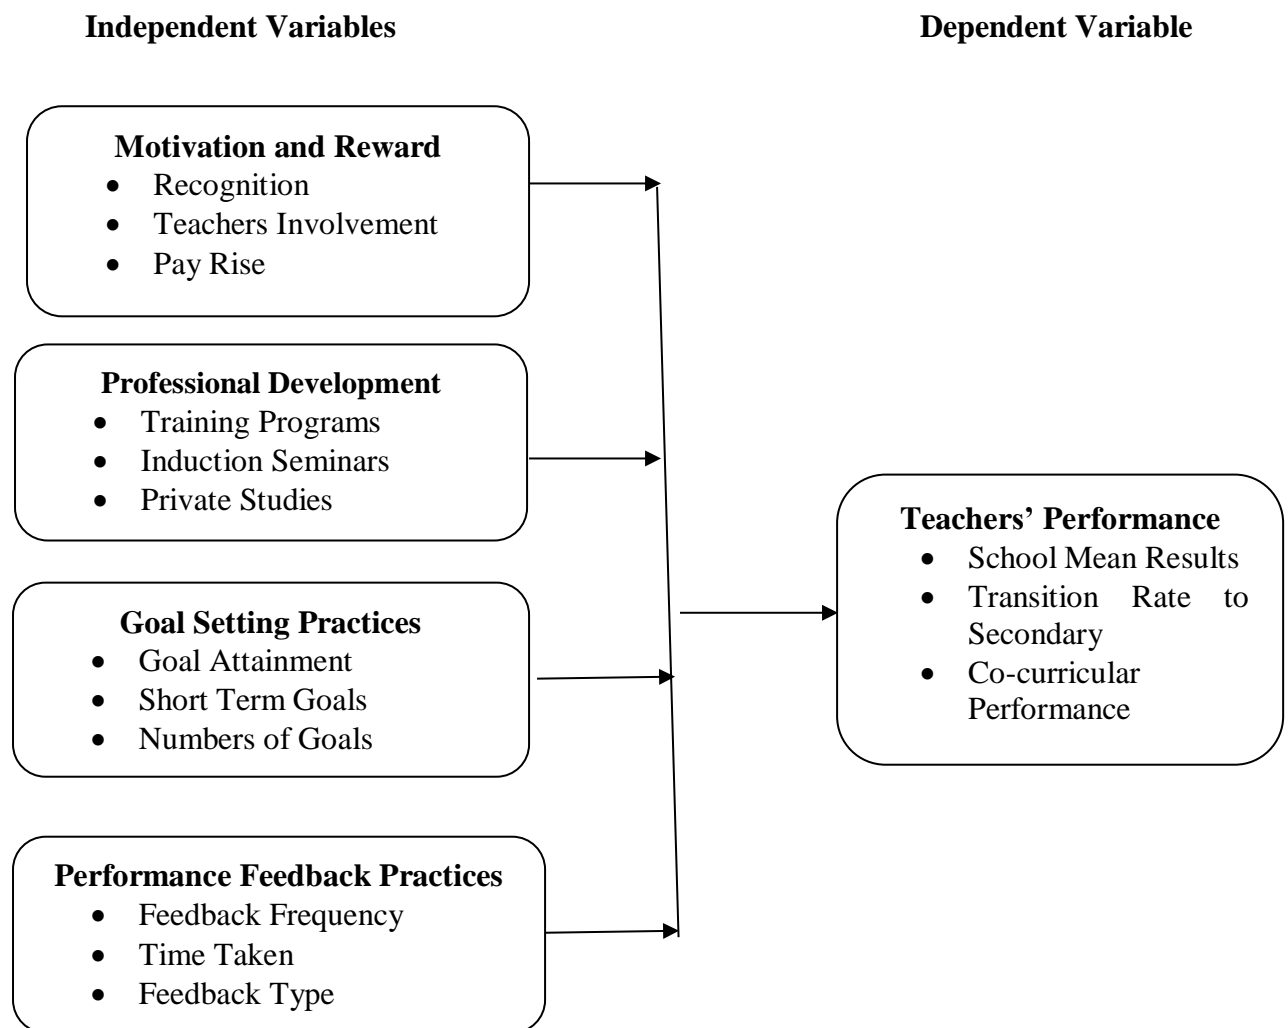 Independent Variables
Dependent Variable
Motivation and Reward
• Recognition
• Teachers Involvement
• Pay Rise
Professional Development
• Training Programs
• Induction Seminars
• Private Studies
Goal Setting Practices
• Goal Attainment
• Short Term Goals
• Numbers of Goals
Performance Feedback Practices
• Feedback Frequency
• Time Taken
• Feedback Type
Teachers’ Performance
• School Mean Results
• Transition Rate to
Secondary
• Co-curricular
Performance